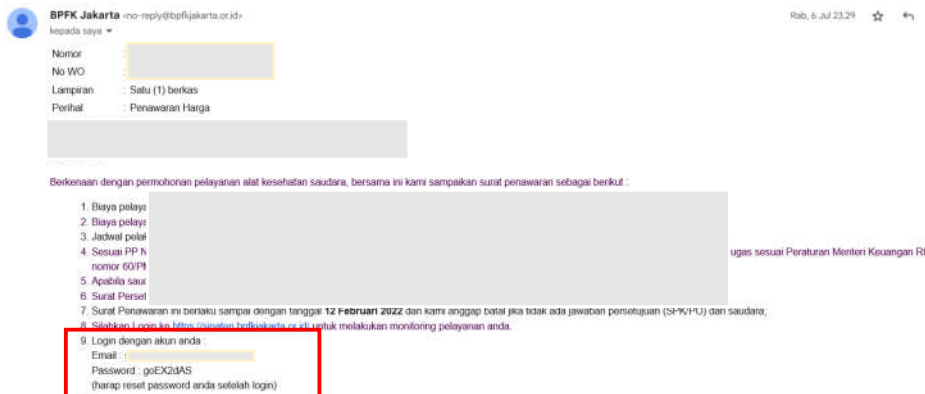 BPFK Jakarta <no-reply@bpfkjakarta.or.id>
Rab, 6 Jul 23.29
kepada saya
Nomor :
No WO :
Lampiran : Satu (1) berkas
Perihal : Penawaran Harga
Berkenaan dengan permohonan pelayanan alat kesehatan saudara, bersama ini kami sampaikan surat penawaran sebagai berikut :
1. Biaya pelaya
2. Biaya pelaya
3. Jadwal pelal
4. Sesuai PP N ugas sesuai Peraturan Menteri Keuangan RI
nomor 60/PM
5. Apabila sauc
6. Surat Perset
7. Surat Penawaran ini berlaku sampai dengan tanggal 12 Februari 2022 dan kami anggap batal jika tidak ada jawaban persetujuan (SPK/PO) dari saudara;
8. Silahkan Login ke https://simaten.bpfkjakarta.or.id/ untuk melakukan monitoring pelayanan anda.
9. Login dengan akun anda :
Email :
Password : goEX2dAS
(harap reset password anda setelah login)